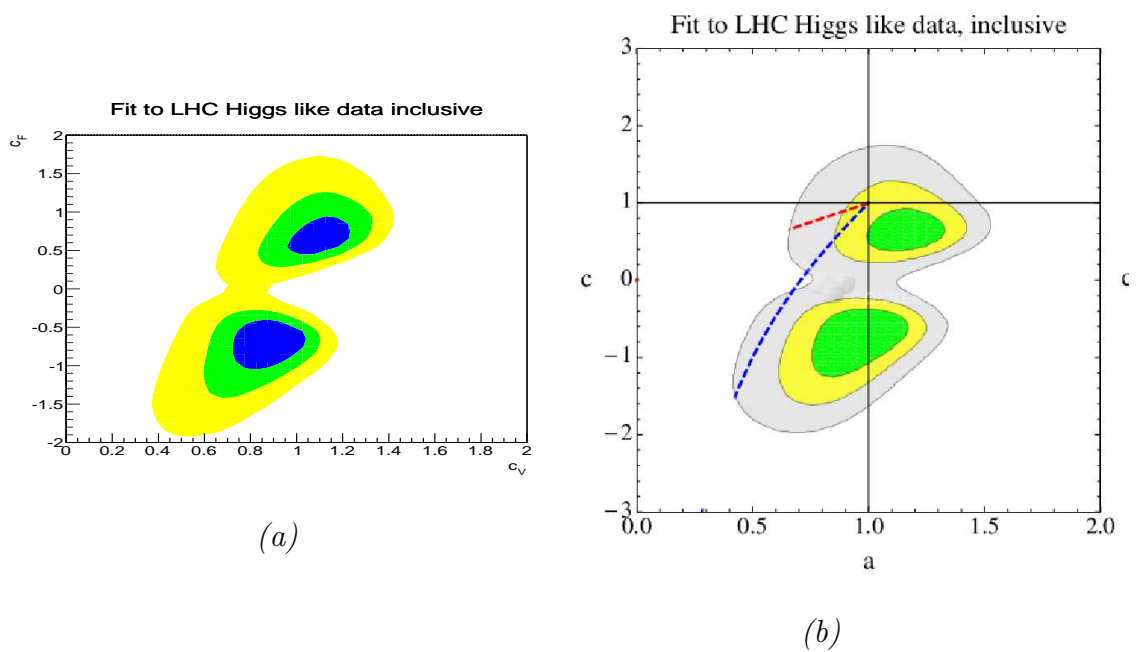 Fit to LHC Higgs like data inclusive
c_F
2
1.5
1
0.5
0
-0.5
-1
-1.5
-2
0 0.2 0.4 0.6 0.8 1 1.2 1.4 1.6 1.8 2
c_V
(a)
Fit to LHC Higgs like data, inclusive
3
2
1
c 0 c
−1
−2
−3
0.0 0.5 1.0 1.5 2.0
a
(b)